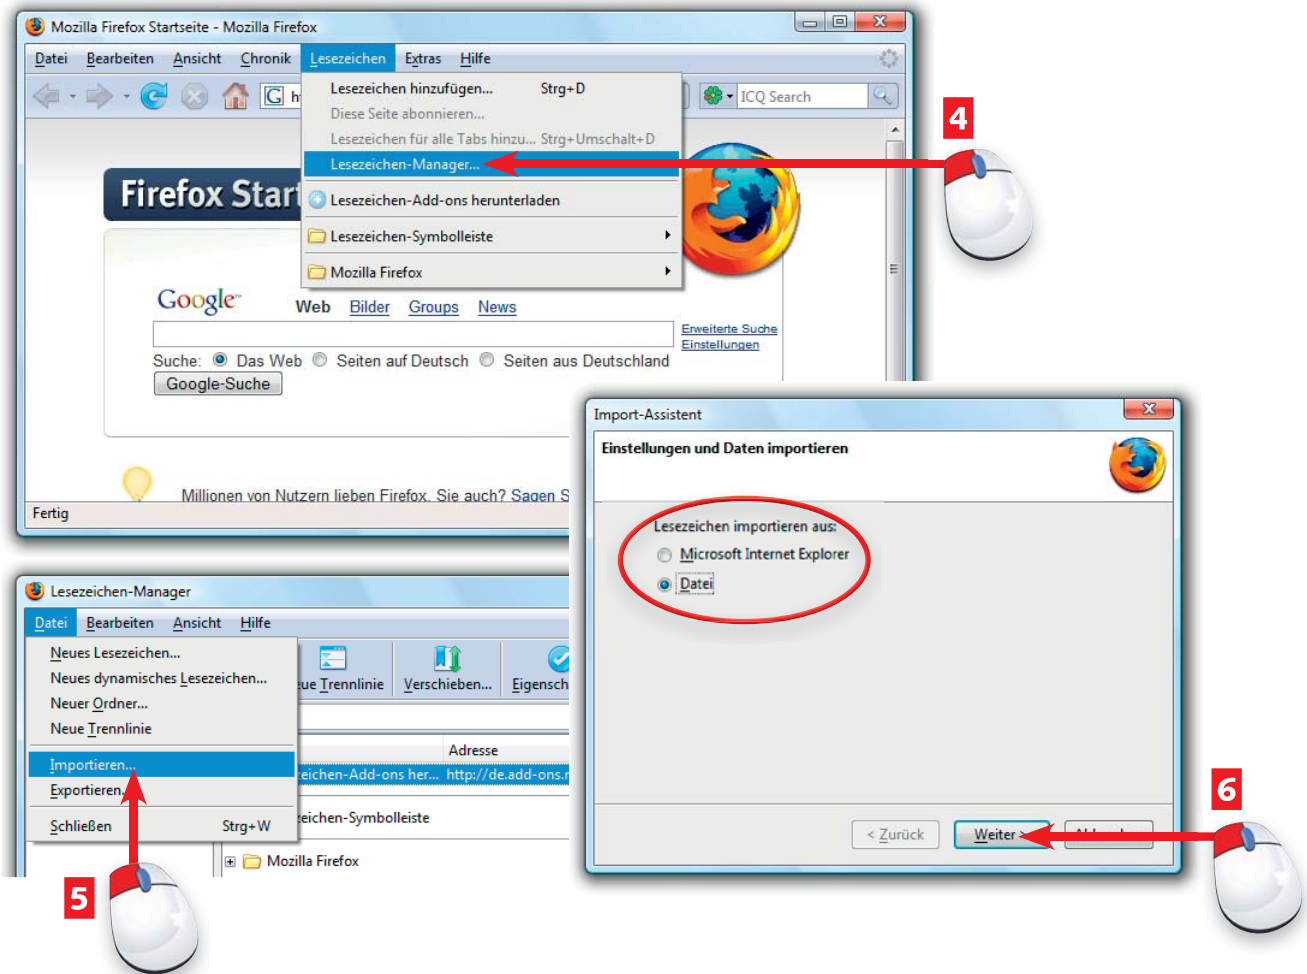 Mozilla Firefox Startseite - Mozilla Firefox
Datei Bearbeiten Ansicht Chronik Lesezeichen Extras Hilfe
G h
ICQ Search
Lesezeichen hinzufügen... Strg+D
Diese Seite abonnieren...
Lesezeichen für alle Tabs hinzu... Strg+Umschalt+D
Lesezeichen-Manager...
Lesezeichen-Add-ons herunterladen
Lesezeichen-Symbolleiste
Mozilla Firefox
4
Firefox Start
Google™
Web Bilder Groups News
Erweiterte Suche
Einstellungen
Suche: Das Web Seiten auf Deutsch Seiten aus Deutschland
Google-Suche
Millionen von Nutzern lieben Firefox. Sie auch? Sagen S
Fertig
Import-Assistent
Einstellungen und Daten importieren
Lesezeichen importieren aus:
Microsoft Internet Explorer
Datei
< Zurück Weiter >
6
Lesezeichen-Manager
Datei Bearbeiten Ansicht Hilfe
Neues Lesezeichen...
Neues dynamisches Lesezeichen...
Neuer Ordner...
Neue Trennlinie
Importieren...
Exportieren...
Schließen Strg+W
ue Trennlinie Verschieben... Eigensch
Adresse
eichen-Add-ons her... http://de.add-ons.r
zeichen-Symbolleiste
Mozilla Firefox
5